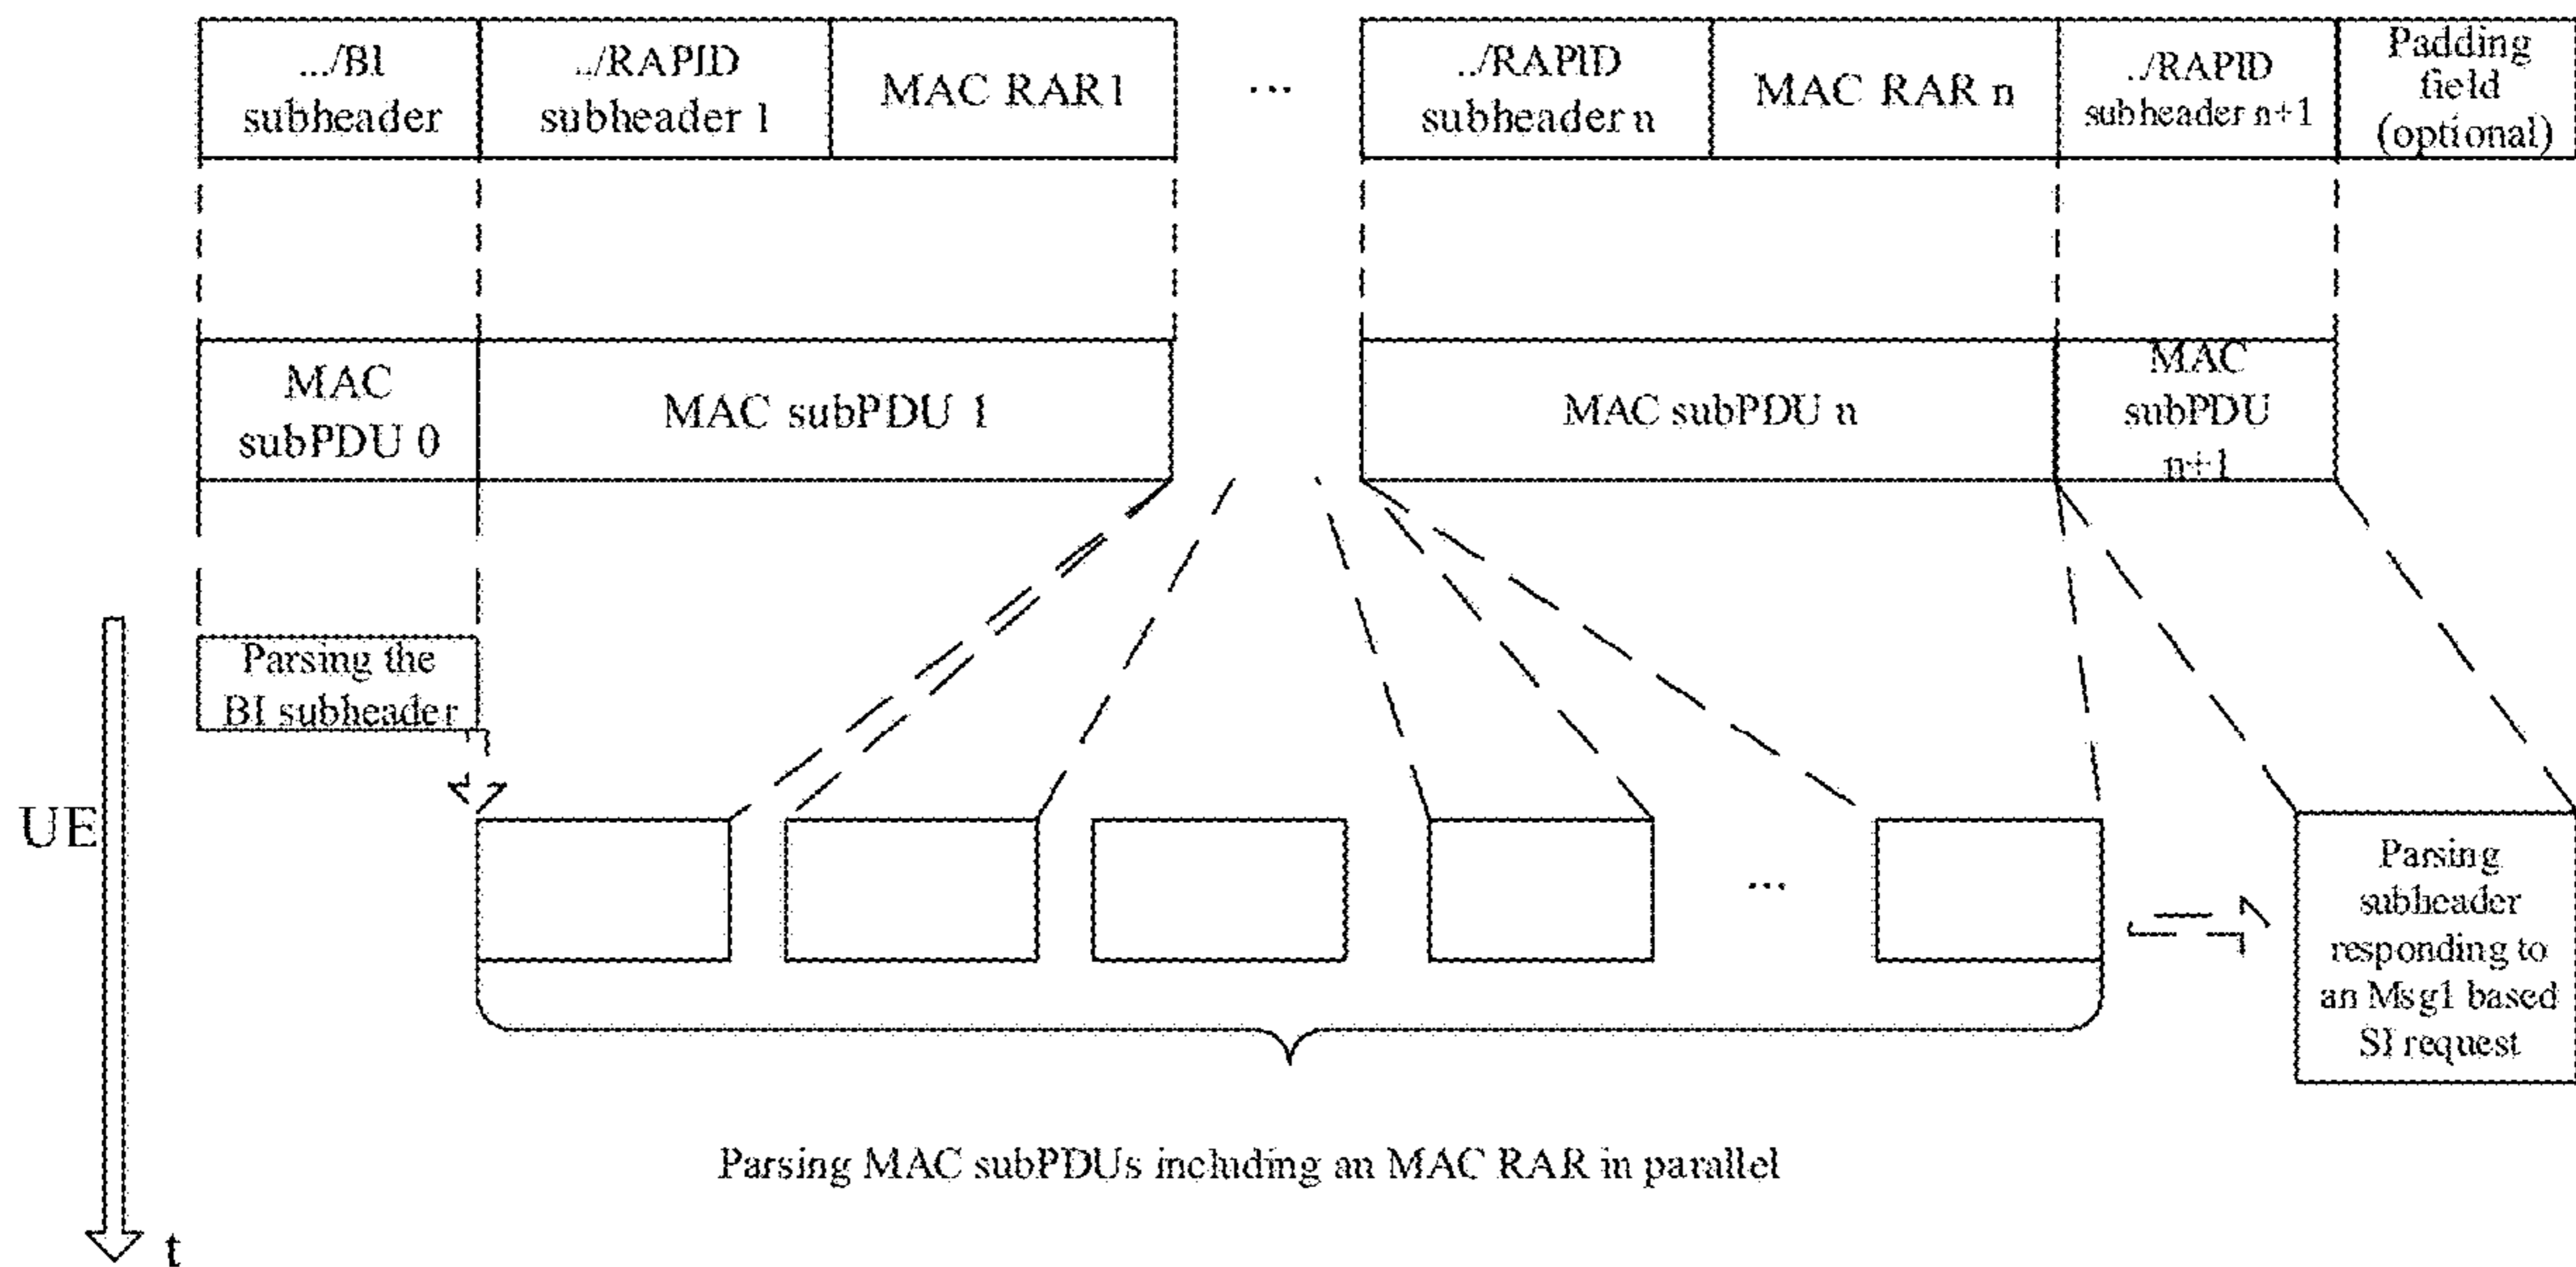 .../BI
subheader
../RAPID
subheader 1
MAC RAR1
...
../RAPID
subheader n
MAC RAR n
../RAPID
subheader n+1
Padding
field
(optional)
MAC
subPDU 0
MAC subPDU 1
MAC subPDU n
MAC
subPDU
n+1
Parsing the
BI subheader
UE
...
Parsing
subheader
responding to
an Msg1 based
SI request
Parsing MAC subPDUs including an MAC RAR in parallel
t